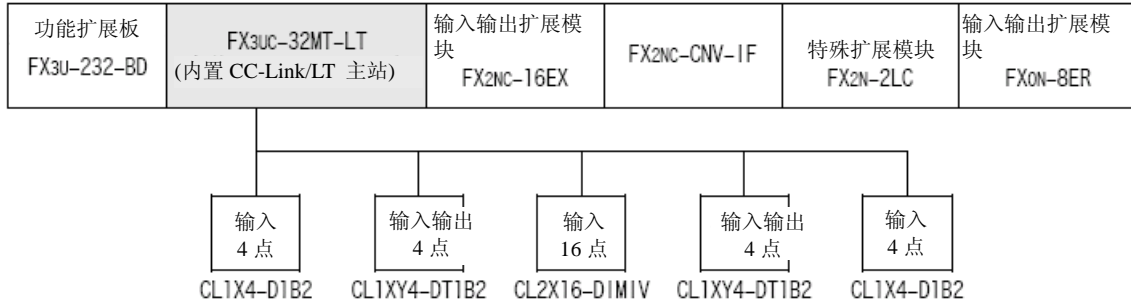 功能扩展板
FX3U-232-BD
FX3UC-32MT-LT
(内置 CC-Link/LT 主站)
输入输出扩展模
块
FX2NC-16EX
FX2NC-CNV-IF
特殊扩展模块
FX2N-2LC
输入输出扩展模
块
FX0N-8ER
输入
4 点
CL1X4-D1B2
输入输出
4 点
CL1XY4-DT1B2
输入
16 点
CL2X16-D1M1V
输入输出
4 点
CL1XY4-DT1B2
输入
4 点
CL1X4-D1B2